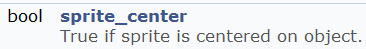 bool sprite_center
True if sprite is centered on object.